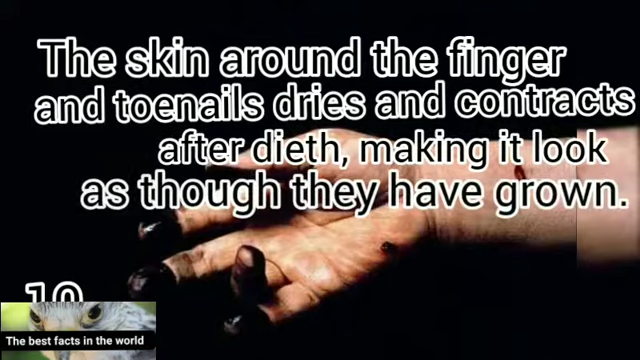 The skin around the finger
and toenails dries and contracts
after dieth, making it look
as though they have grown.
10
The best facts in the world